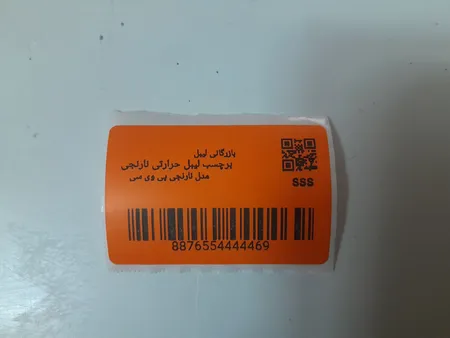 بازرگانی لیبل
برچسب لیبل حرارتی نارنجی
مدل نارنجی پی وی سی
SSS
8876554444469